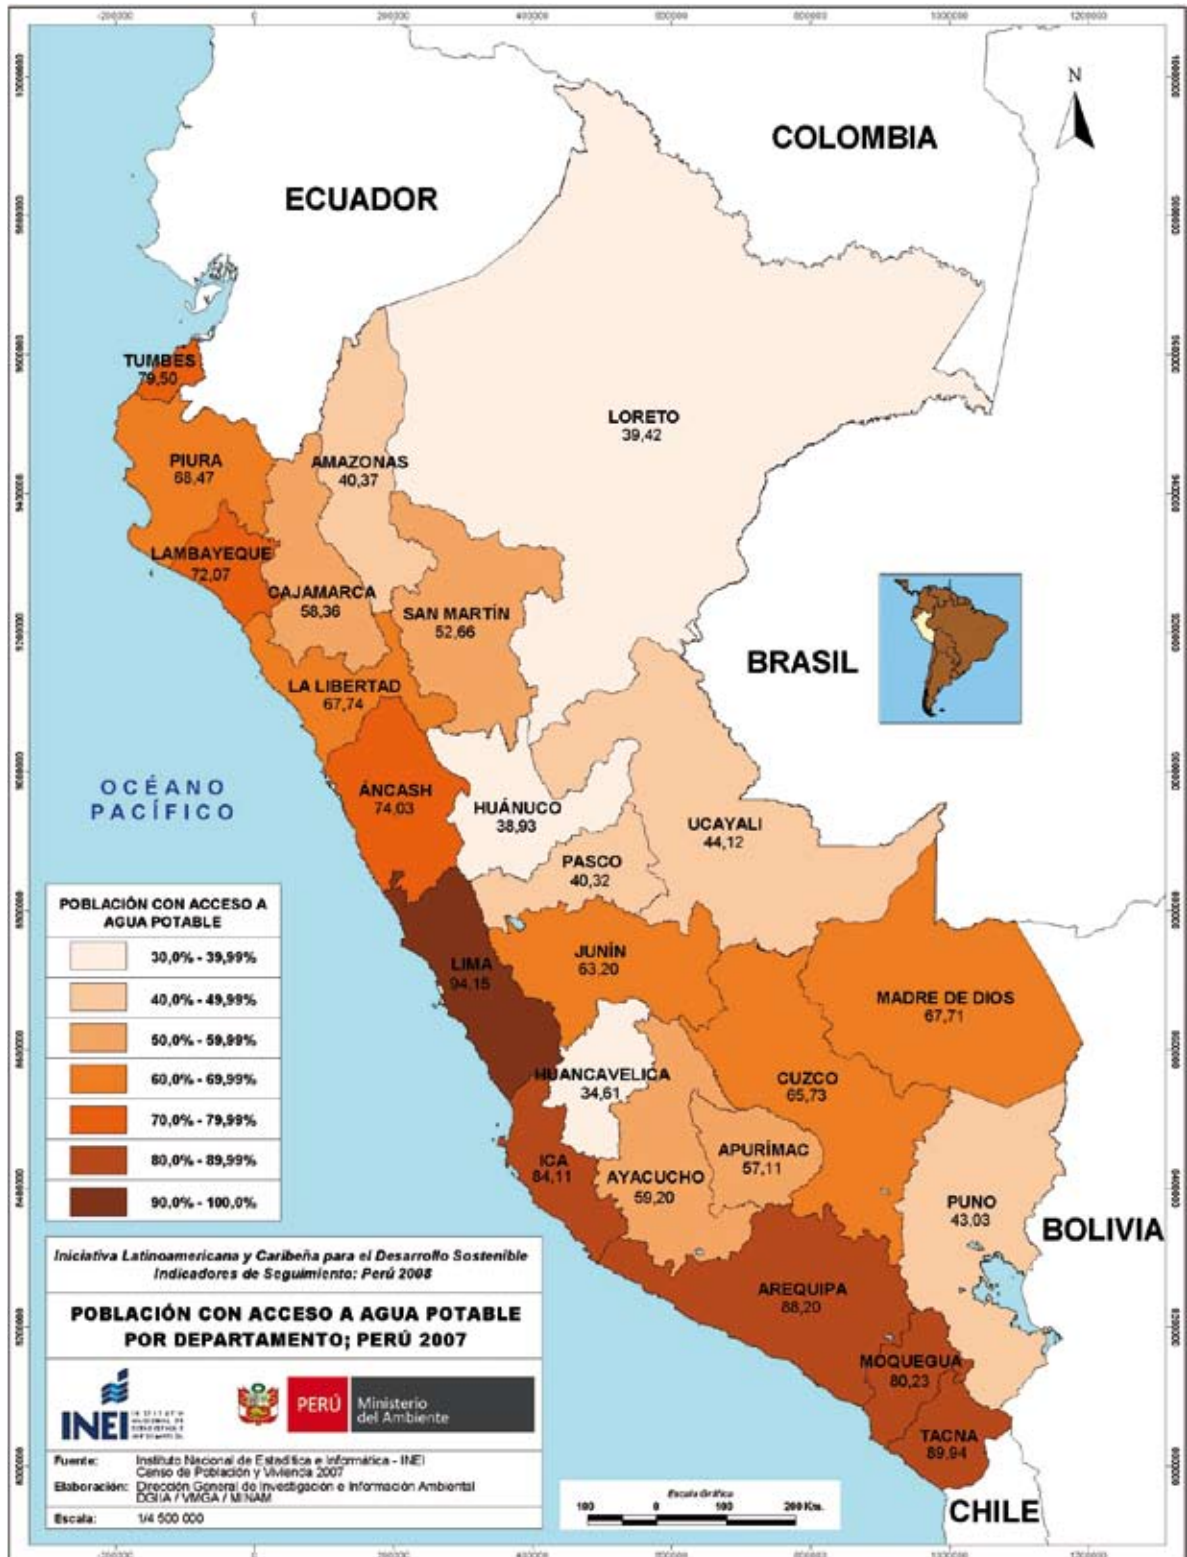 -200000 0 200000 400000 600000 800000 1000000 1200000
N
COLOMBIA
ECUADOR
TUMBES
79,50
LORETO
39,42
PIURA
68,47
AMAZONAS
40,37
LAMBAYEQUE
72,07
CAJAMARCA
58,36
SAN MARTÍN
52,66
BRASIL
LA LIBERTAD
67,74
OCÉANO
PACÍFICO
ÁNCASH
74,03
HUÁNUCO
38,93
UCAYALI
44,12
PASCO
40,32
LIMA
94,15
JUNÍN
63,20
MADRE DE DIOS
67,71
HUANCAVELICA
34,61
CUZCO
65,73
ICA
84,11
AYACUCHO
59,20
APURÍMAC
57,11
PUNO
43,03
BOLIVIA
AREQUIPA
88,20
MOQUEGUA
80,23
TACNA
89,94
CHILE
POBLACIÓN CON ACCESO A
AGUA POTABLE
30,0% - 39,99%
40,0% - 49,99%
50,0% - 59,99%
60,0% - 69,99%
70,0% - 79,99%
80,0% - 89,99%
90,0% - 100,0%
Iniciativa Latinoamericana y Caribeña para el Desarrollo Sostenible
Indicadores de Seguimiento: Perú 2008
POBLACIÓN CON ACCESO A AGUA POTABLE
POR DEPARTAMENTO; PERÚ 2007
INEI
PERÚ
Ministerio
del Ambiente
Fuente: Instituto Nacional de Estadítica e Informática - INEI
Censo de Población y Vivienda 2007
Elaboración: Dirección General de Investigación e Información Ambiental
DGIIA / VMGA / MINAM
Escala: 1/4 500 000
Escala Gráfica
100 0 100 200 Km.